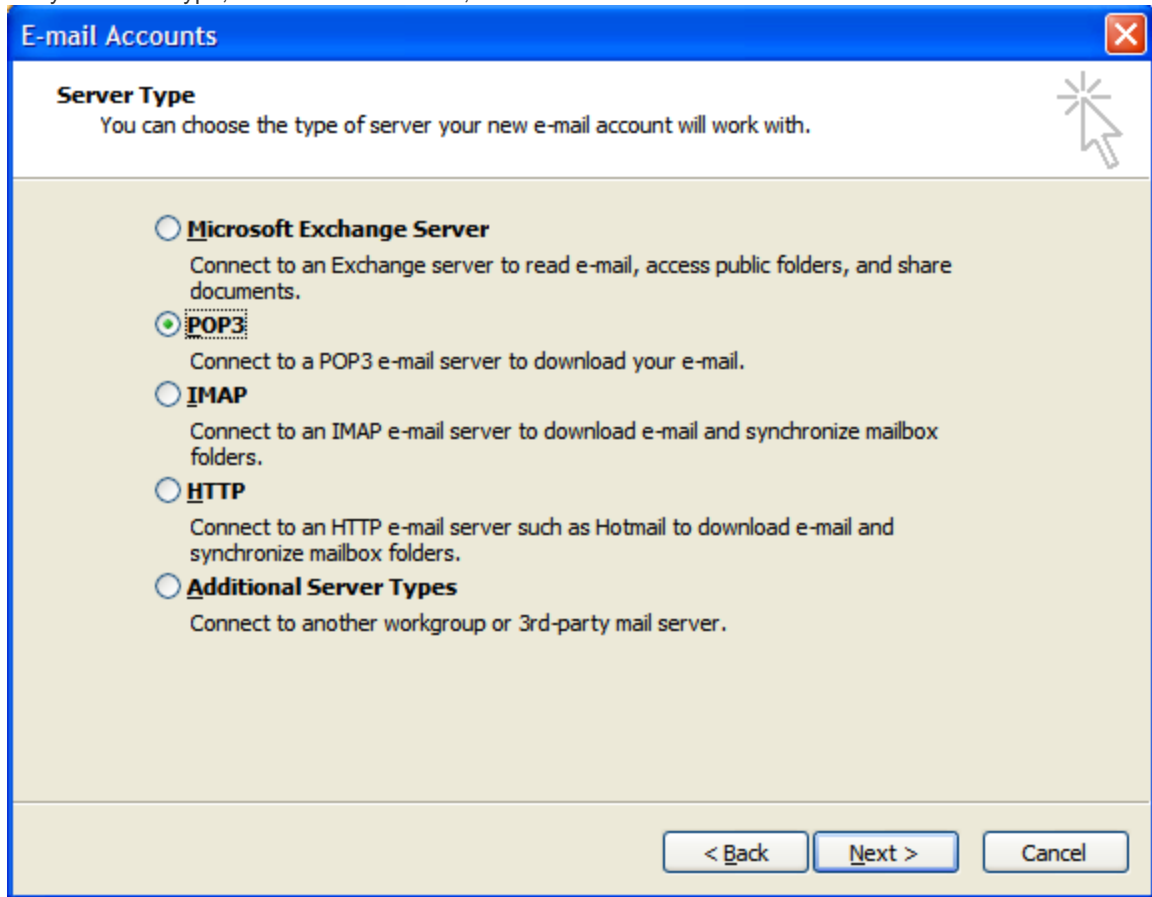 E-mail Accounts
Server Type
You can choose the type of server your new e-mail account will work with.
Microsoft Exchange Server
Connect to an Exchange server to read e-mail, access public folders, and share
documents.
POP3
Connect to a POP3 e-mail server to download your e-mail.
IMAP
Connect to an IMAP e-mail server to download e-mail and synchronize mailbox
folders.
HTTP
Connect to an HTTP e-mail server such as Hotmail to download e-mail and
synchronize mailbox folders.
Additional Server Types
Connect to another workgroup or 3rd-party mail server.
< Back Next > Cancel